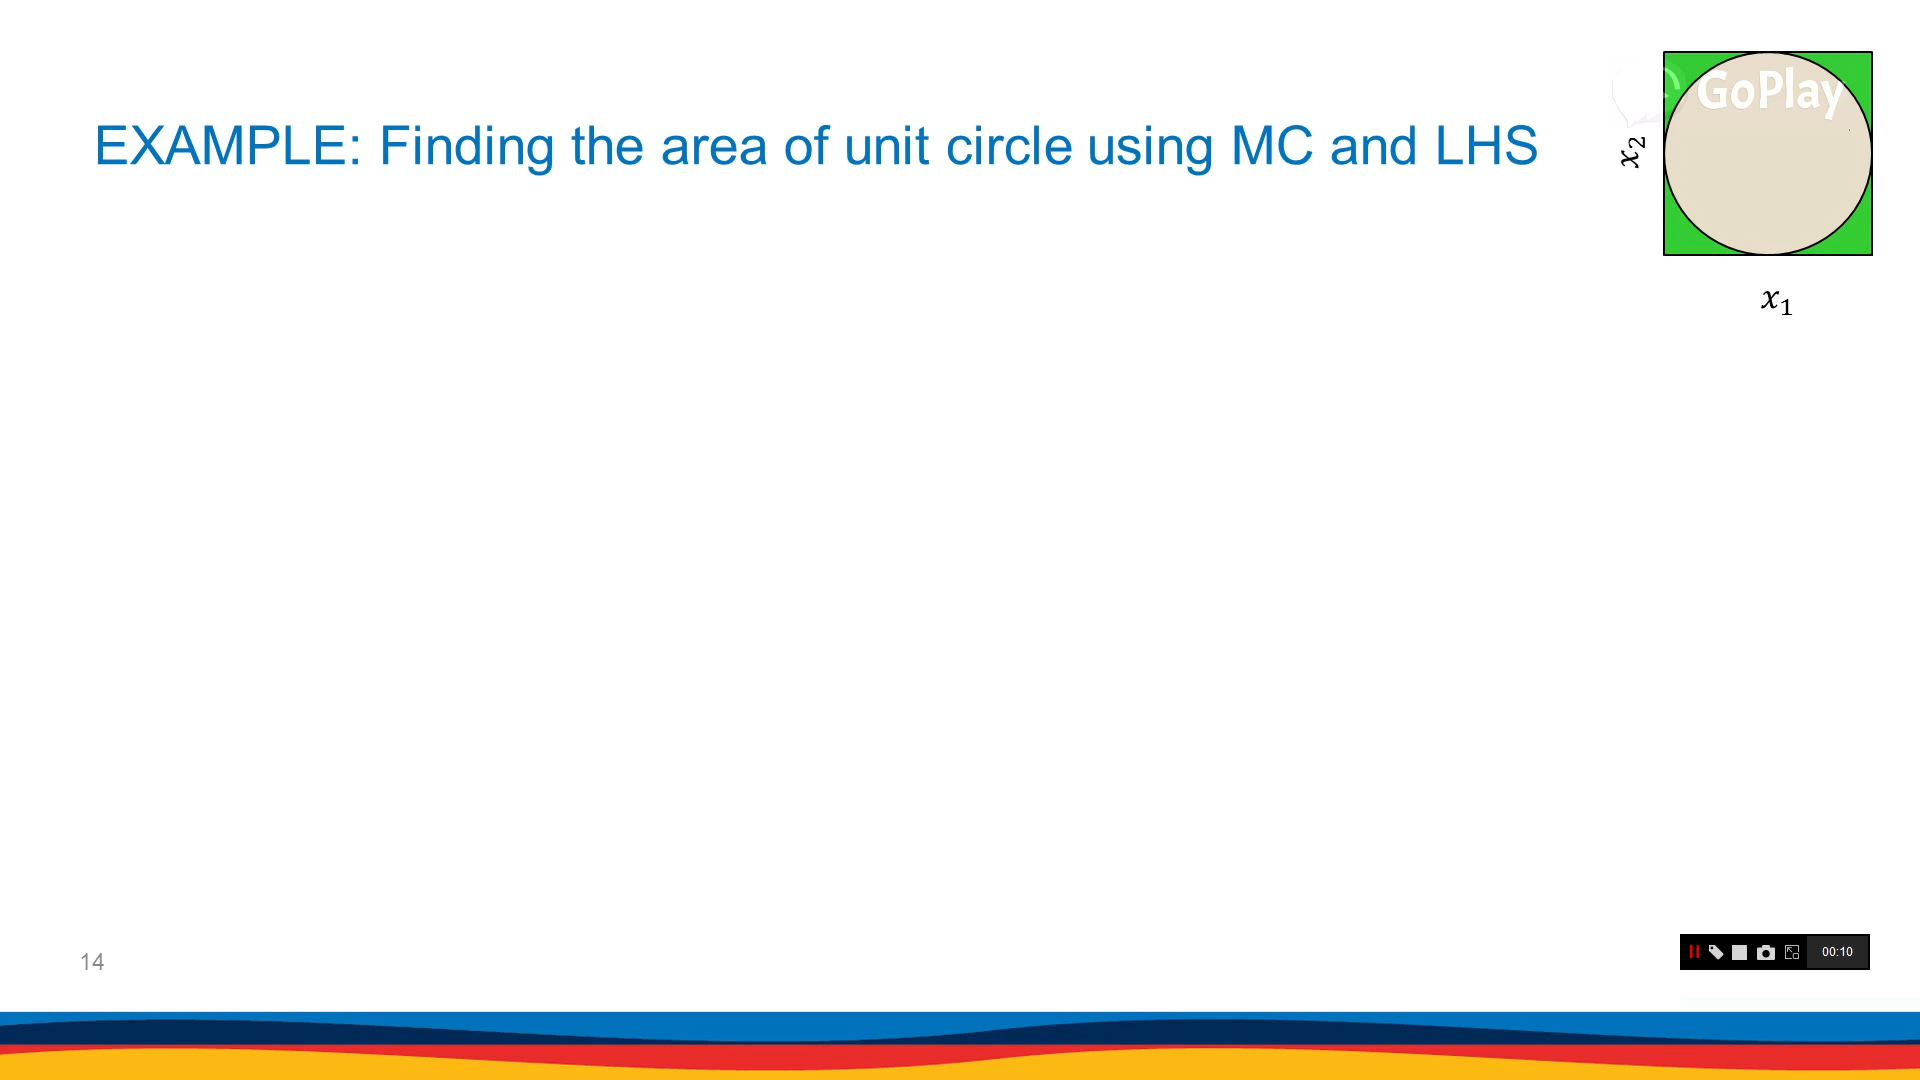 GoPlay
EXAMPLE: Finding the area of unit circle using MC and LHS
x₂
x₁
14
00:10